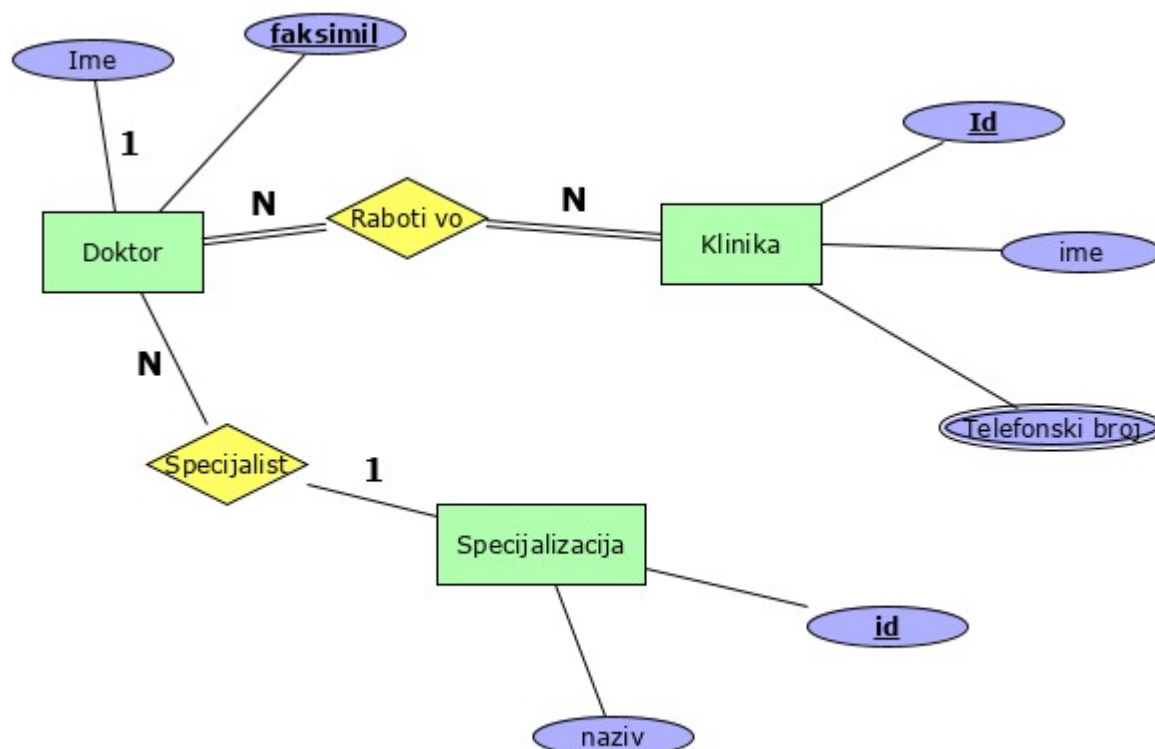 faksimil
Ime
1
Id
N
Raboti vo
N
Doktor
Klinika
ime
N
Telefonski broj
Specijalist
1
Specijalizacija
id
naziv